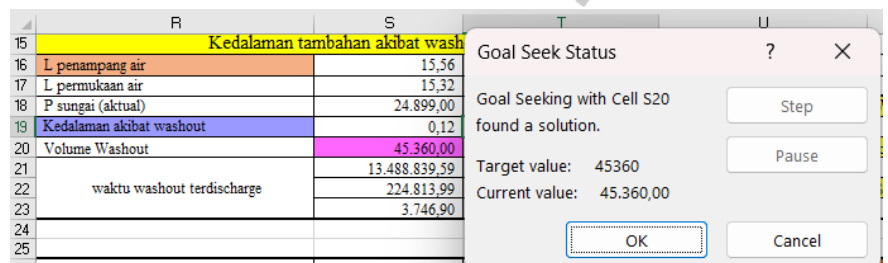 R S T U
15 Kedalaman tambahan akibat wash
16 L penampang air 15,56
17 L permukaan air 15,32
18 P sungai (aktual) 24.899,00
19 Kedalaman akibat washout 0,12
20 Volume Washout 45.360,00
21 13.488.839,59
22 waktu washout terdischarge 224.813,99
23 3.746,90
24
25
Goal Seek Status ? ×
Goal Seeking with Cell S20
found a solution.
Step
Pause
Target value: 45360
Current value: 45.360,00
OK Cancel